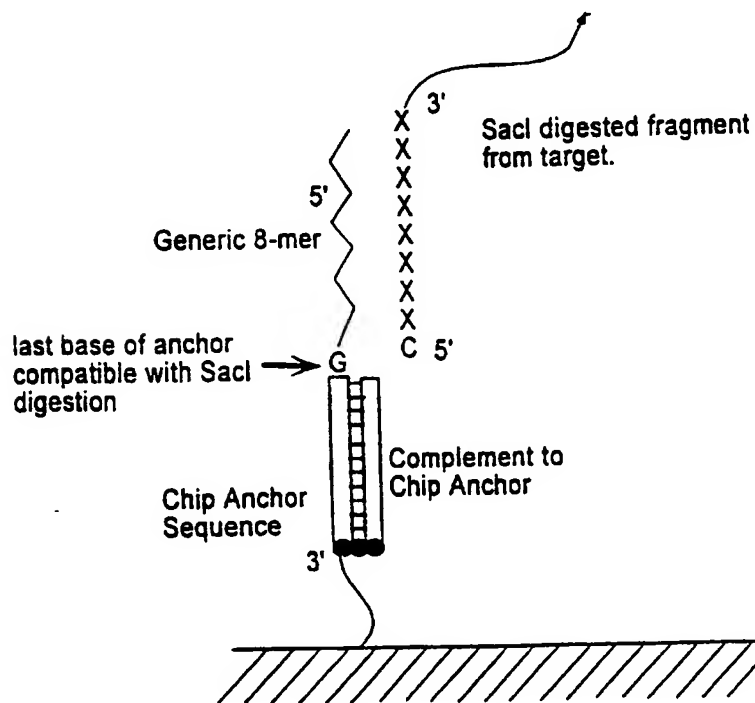 3'
SacI digested fragment
from target.
5'
Generic 8-mer
X
X
X
X
X
X
X
X
last base of anchor
compatible with SacI
digestion
G
C 5'
Complement to
Chip Anchor
Chip Anchor
Sequence
3'